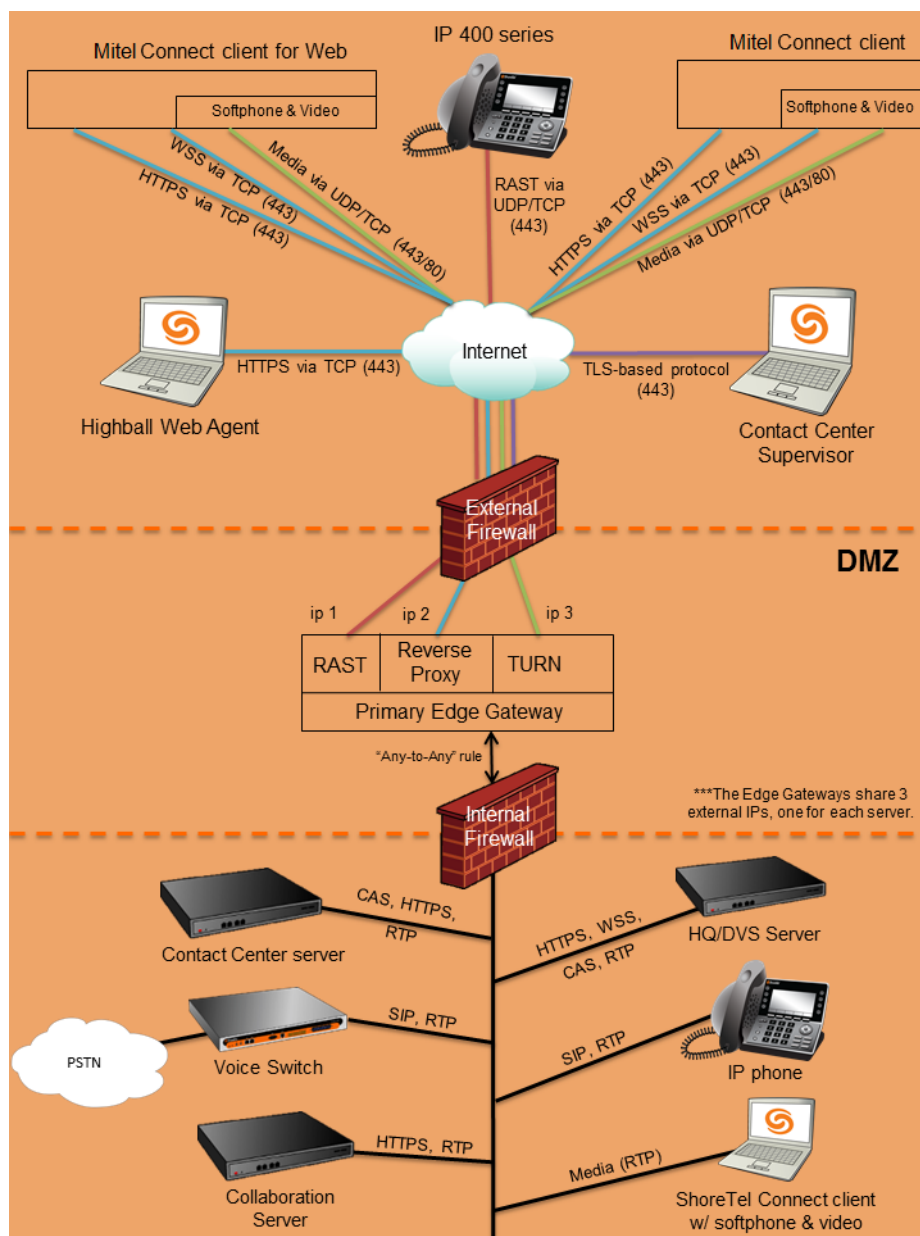 IP 400 series
Mitel Connect client for Web
Mitel Connect client
Softphone & Video
Softphone & Video
WSS via TCP (443)
HTTPS via TCP (443)
Media via UDP/TCP (443/80)
RAST via
UDP/TCP
(443)
HTTPS via TCP (443)
WSS via TCP (443)
Media via UDP/TCP (443/80)
Internet
HTTPS via TCP (443)
TLS-based protocol
(443)
Highball Web Agent
Contact Center
Supervisor
External
Firewall
DMZ
ip 1
ip 2
ip 3
RAST
Reverse
Proxy
TURN
Primary Edge Gateway
"Any-to-Any" rule
***The Edge Gateways share 3
external IPs, one for each server.
Internal
Firewall
CAS, HTTPS,
RTP
Contact Center server
HTTPS, WSS,
CAS, RTP
HQ/DVS Server
SIP, RTP
Voice Switch
PSTN
SIP, RTP
IP phone
HTTPS, RTP
Collaboration
Server
Media (RTP)
ShoreTel Connect client
w/ softphone & video